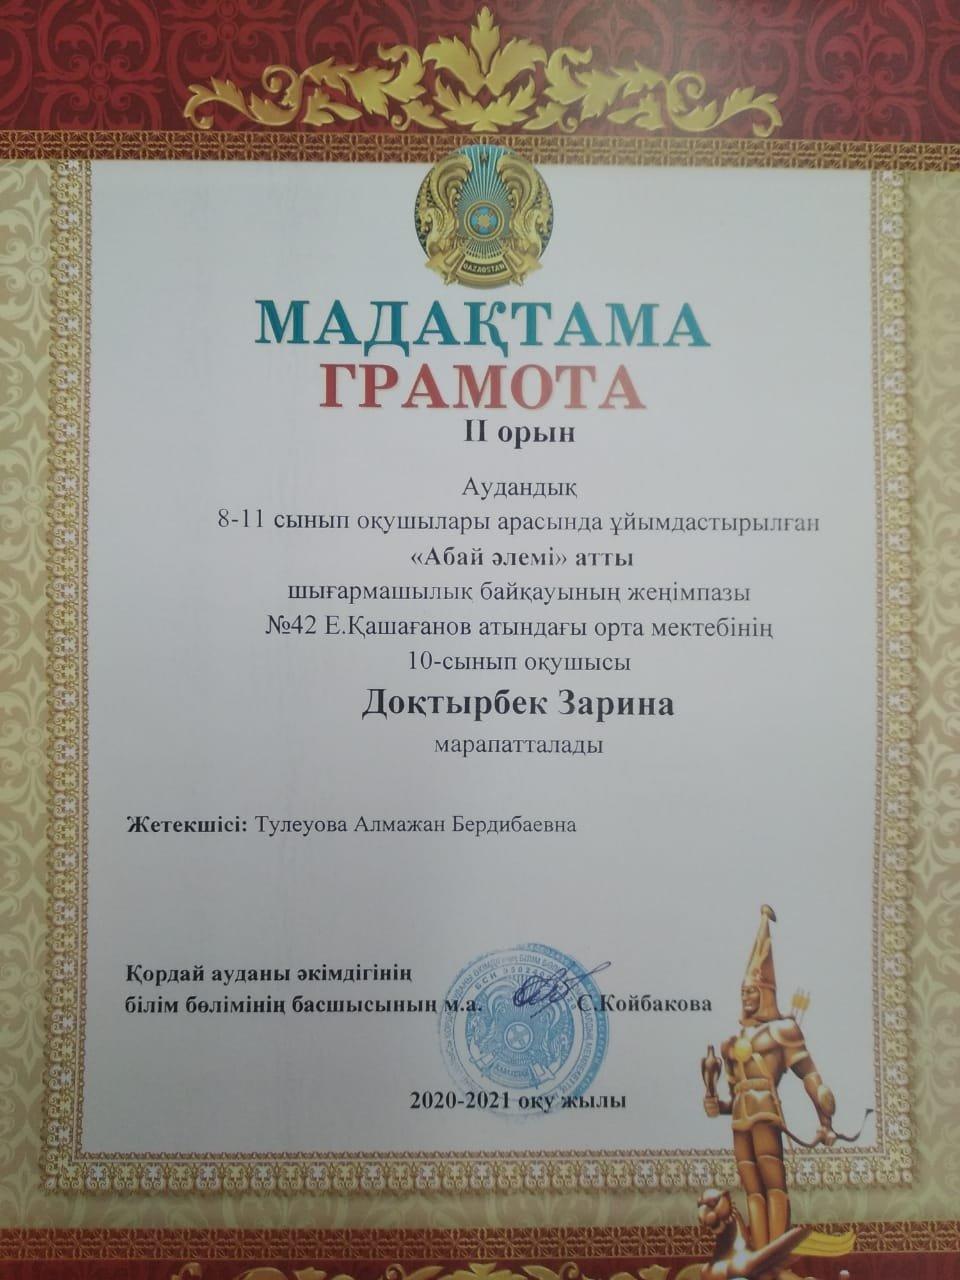 QAZAQSTAN
МАДАҚТАМА
ГРАМОТА
ІІ орын
Аудандық
8-11 сынып оқушылары арасында ұйымдастырылған
«Абай әлемі» атты
шығармашылық байқауының жеңімпазы
№42 Е.Қашағанов атындағы орта мектебінің
10-сынып оқушысы
Доқтырбек Зарина
марапатталады
Жетекшісі: Тулеуова Алмажан Бердибаевна
Қордай ауданы әкімдігінің
білім бөлімінің басшысының м.а. С.Койбакова
2020-2021 оқу жылы